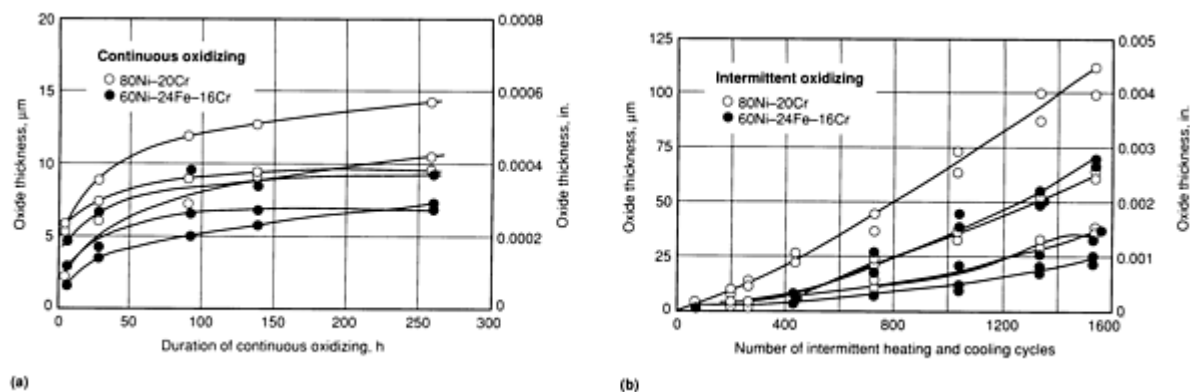 20
15
10
5
0
Oxide thickness, μm
Continuous oxidizing
80Ni–20Cr
60Ni–24Fe–16Cr
0.0008
0.0006
0.0004
0.0002
0
Oxide thickness, in.
0 50 100 150 200 250 300
Duration of continuous oxidizing, h
(a)
125
100
75
50
25
0
Oxide thickness, μm
Intermittent oxidizing
80Ni–20Cr
60Ni–24Fe–16Cr
0.005
0.004
0.003
0.002
0.001
0
Oxide thickness, in.
0 400 800 1200 1600
Number of intermittent heating and cooling cycles
(b)